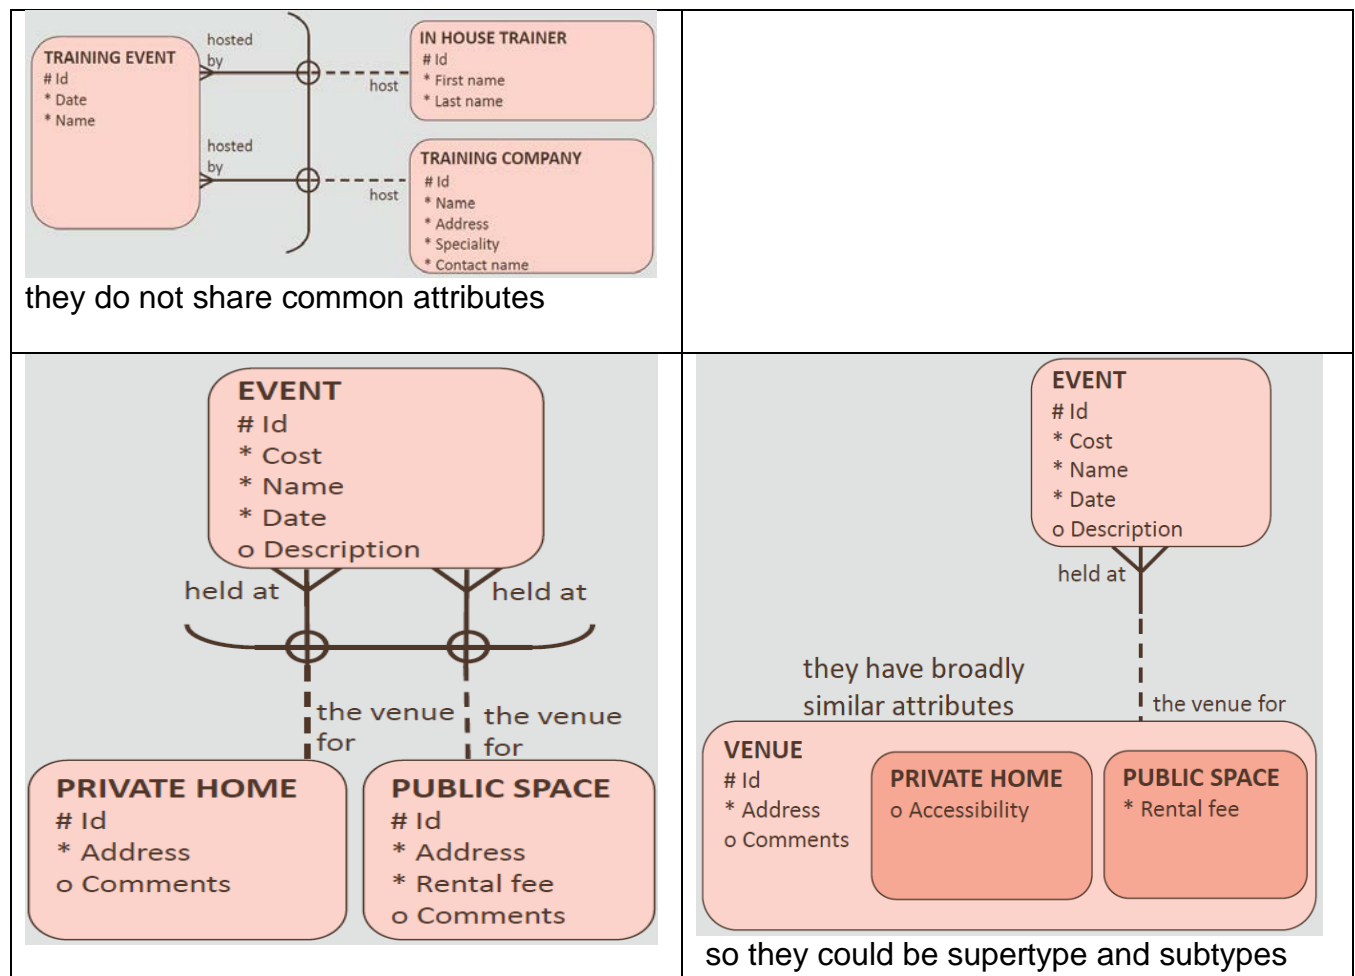 hosted
by
TRAINING EVENT
# Id
* Date
* Name
hosted
by
host
host
IN HOUSE TRAINER
# Id
* First name
* Last name
TRAINING COMPANY
# Id
* Name
* Address
* Speciality
* Contact name
they do not share common attributes
EVENT
# Id
* Cost
* Name
* Date
o Description
held at
held at
the venue
for
the venue
for
PRIVATE HOME
# Id
* Address
o Comments
PUBLIC SPACE
# Id
* Address
* Rental fee
o Comments
EVENT
# Id
* Cost
* Name
* Date
o Description
held at
they have broadly
similar attributes
the venue for
VENUE
# Id
* Address
o Comments
PRIVATE HOME
o Accessibility
PUBLIC SPACE
* Rental fee
so they could be supertype and subtypes